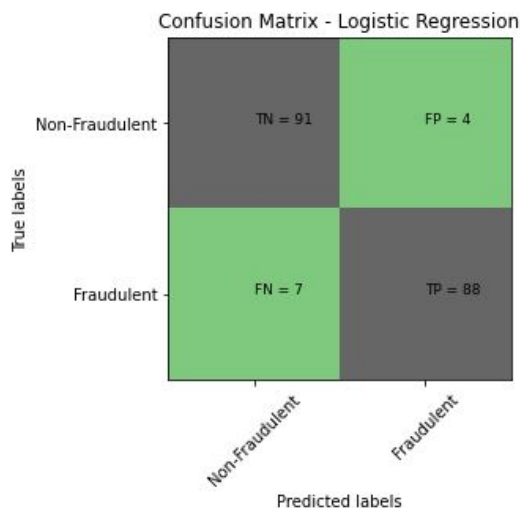 Confusion Matrix - Logistic Regression
True labels
Non-Fraudulent
TN = 91
FP = 4
Fraudulent
FN = 7
TP = 88
Non-Fraudulent
Fraudulent
Predicted labels